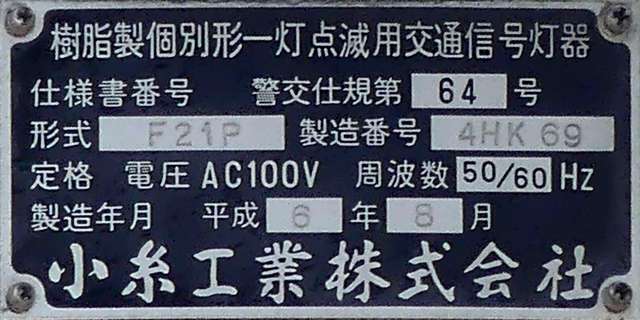 樹脂製個別形一灯点滅用交通信号灯器
仕様書番号 警交仕規第 64 号
形式 F21P 製造番号 4HK 69
定格 電圧 AC100V 周波数 50/60 Hz
製造年月 平成 6 年 8 月
小糸工業株式会社